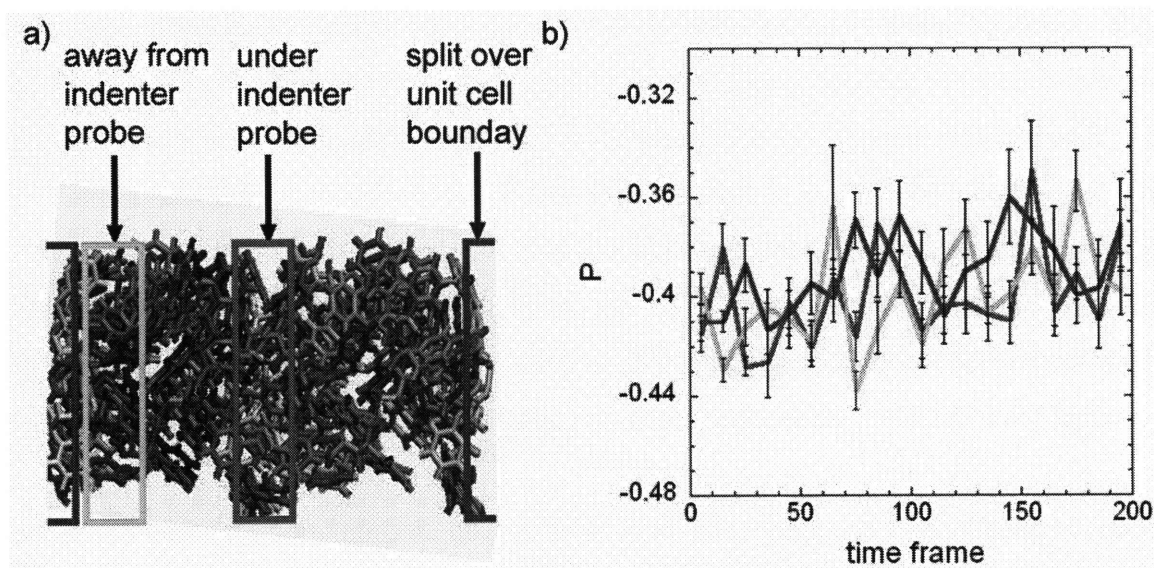 a)
away from
indenter
probe
under
indenter
probe
split over
unit cell
bounday
b)
-0.32
-0.36
-0.4
-0.44
-0.48
P
0
50
100
150
200
time frame